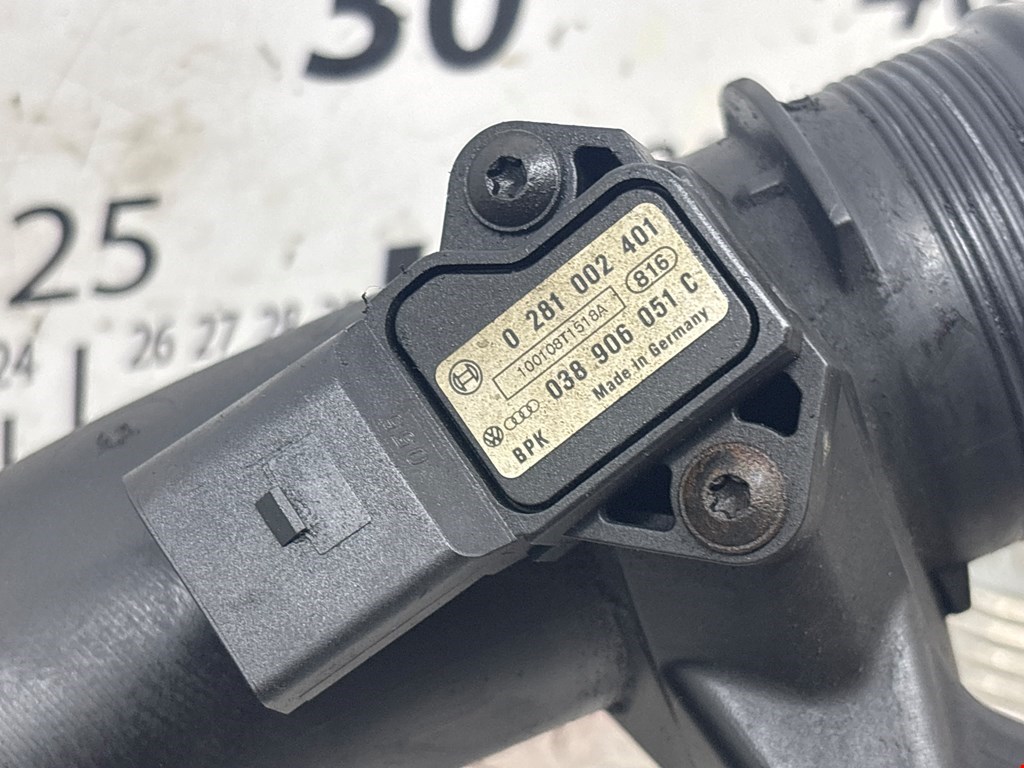 30
25
24 26 27 28
0 281 002 401
100108T1518A 816
038 906 051 C
BPK Made in Germany